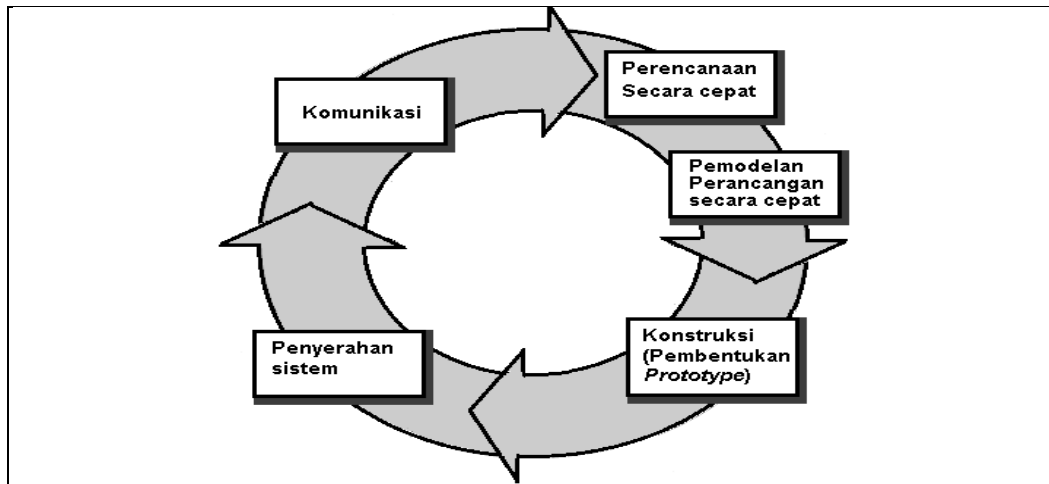 Komunikasi
Perencanaan
Secara cepat
Pemodelan
Perancangan
secara cepat
Konstruksi
(Pembentukan
Prototype)
Penyerahan
sistem